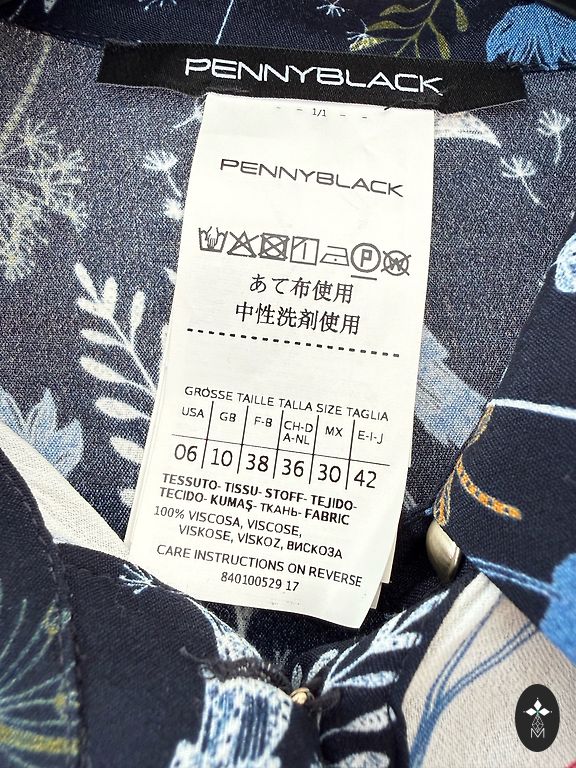 PENNYBLACK
1/1
PENNYBLACK
P W
あて布使用
中性洗剤使用
GRÖSSE TAILLE TALLA SIZE TAGLIA
USA GB F-B CH-D A-NL MX E-I-J
06 10 38 36 30 42
TESSUTO- TISSU- STOFF- TEJIDO-
TECIDO- KUMAŞ- ТКАНЬ- FABRIC
100% VISCOSA, VISCOSE,
VISKOSE, VISKOZ, ВИСКОЗА
CARE INSTRUCTIONS ON REVERSE
840100529 17
M